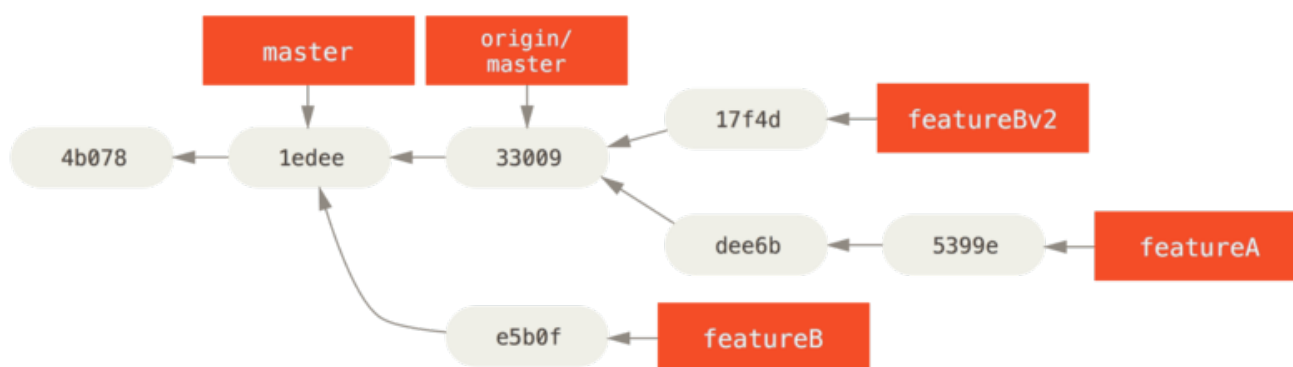 master
origin/
master
17f4d
featureBv2
4b078
1edee
33009
dee6b
5399e
featureA
e5b0f
featureB